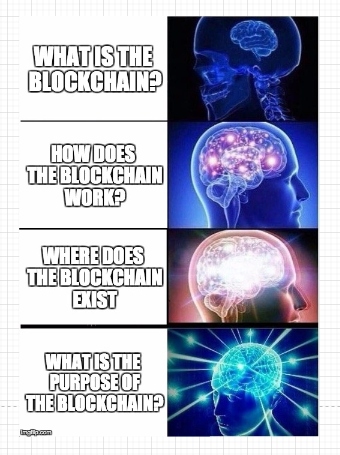 WHAT IS THE
BLOCKCHAIN?
HOW DOES
THE BLOCKCHAIN
WORK?
WHERE DOES
THE BLOCKCHAIN
EXIST
WHAT IS THE
PURPOSE OF
THE BLOCKCHAIN?
imgflip.com